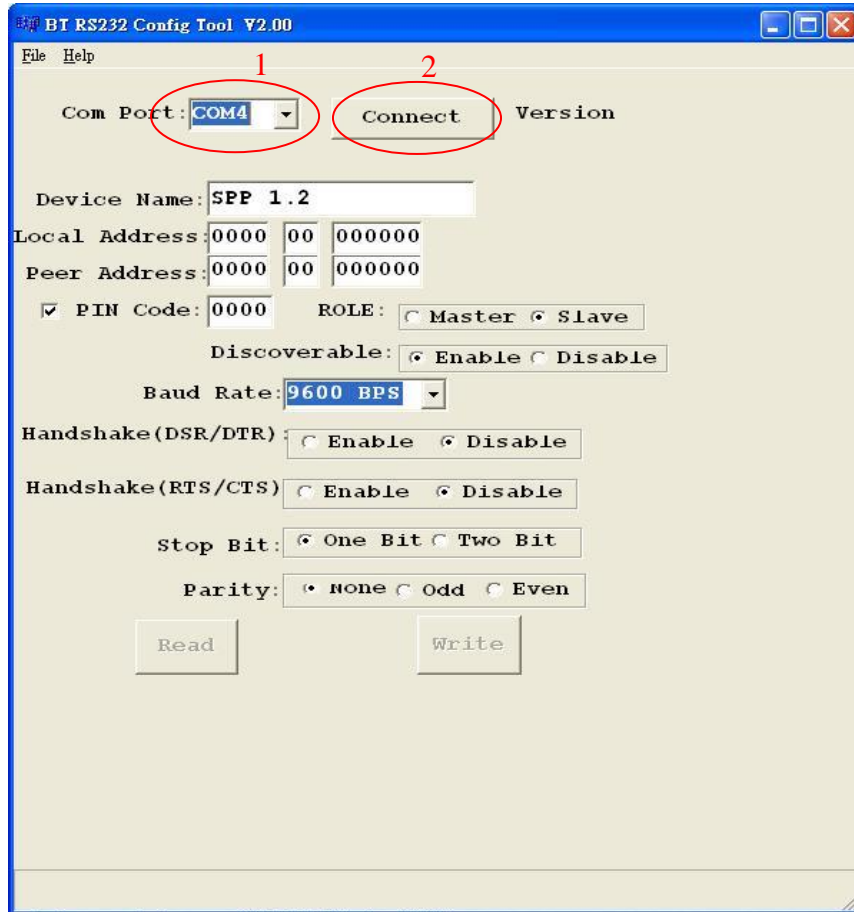 BT RS232 Config Tool V2.00
File Help
1 2
Com Port: COM4 Connect Version
Device Name: SPP 1.2
Local Address: 0000 00 000000
Peer Address: 0000 00 000000
PIN Code: 0000 ROLE: Master Slave
Discoverable: Enable Disable
Baud Rate: 9600 BPS
Handshake(DSR/DTR): Enable Disable
Handshake(RTS/CTS) Enable Disable
Stop Bit: One Bit Two Bit
Parity: None Odd Even
Read Write